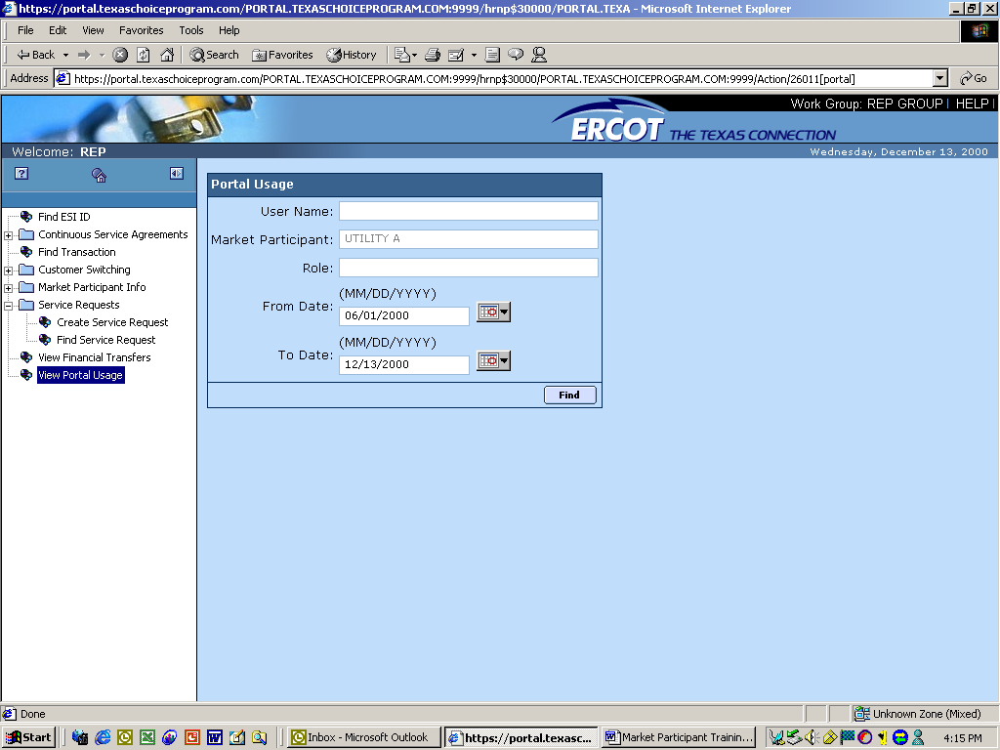 https://portal.texaschoiceprogram.com/PORTAL.TEXASCHOICEPROGRAM.COM:9999/hrnp$30000/PORTAL.TEXA - Microsoft Internet Explorer
File Edit View Favorites Tools Help
Back Search Favorites History
Address https://portal.texaschoiceprogram.com/PORTAL.TEXASCHOICEPROGRAM.COM:9999/hrnp$30000/PORTAL.TEXASCHOICEPROGRAM.COM:9999/Action/26011[portal] Go
Work Group: REP GROUP | HELP |
ERCOT THE TEXAS CONNECTION
Welcome: REP
Wednesday, December 13, 2000
Find ESI ID
Continuous Service Agreements
Find Transaction
Customer Switching
Market Participant Info
Service Requests
Create Service Request
Find Service Request
View Financial Transfers
View Portal Usage
Portal Usage
User Name:
Market Participant: UTILITY A
Role:
(MM/DD/YYYY)
From Date: 06/01/2000
(MM/DD/YYYY)
To Date: 12/13/2000
Find
Done
Unknown Zone (Mixed)
Start Inbox - Microsoft Outlook https://portal.texasc... Market Participant Trainin... 4:15 PM